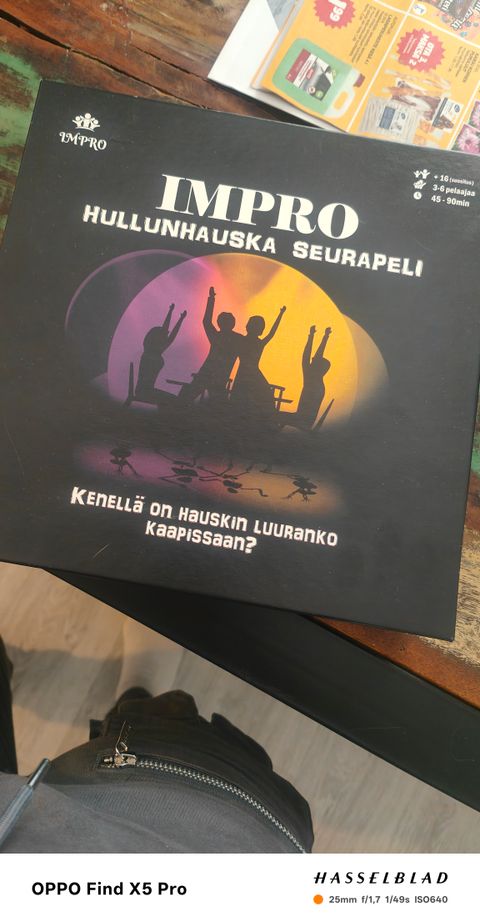 IMPRO
+ 16 (suositus)
3-6 pelaajaa
45 - 90min
IMPRO
HULLUNHAUSKA SEURAPELI
KENELLÄ ON HAUSKIN LUURANKO
KAAPISSAAN?
OPPO Find X5 Pro
HASSELBLAD
25mm f/1,7 1/49s ISO640